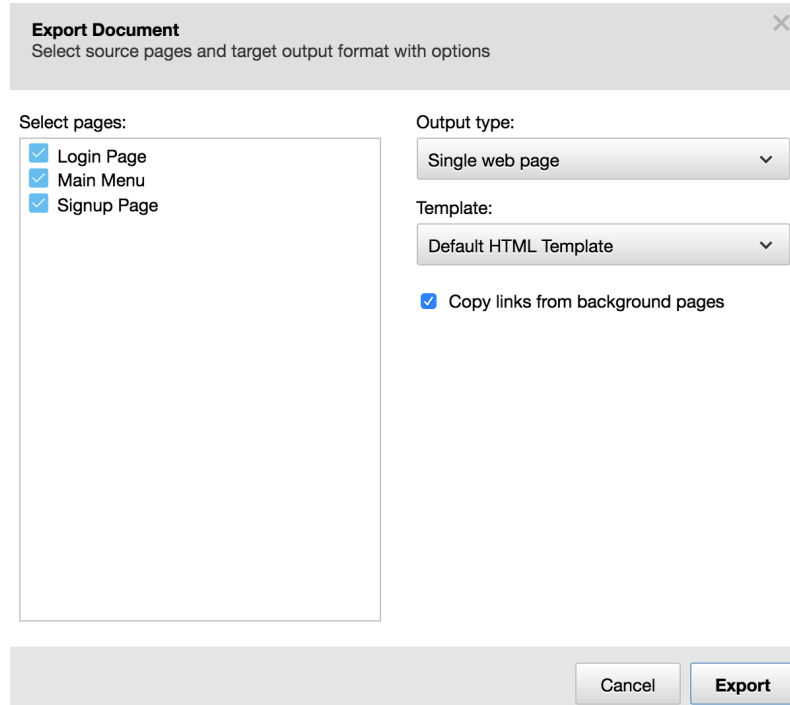 Export Document
Select source pages and target output format with options
Select pages:
Login Page
Main Menu
Signup Page
Output type:
Single web page
Template:
Default HTML Template
Copy links from background pages
Cancel
Export